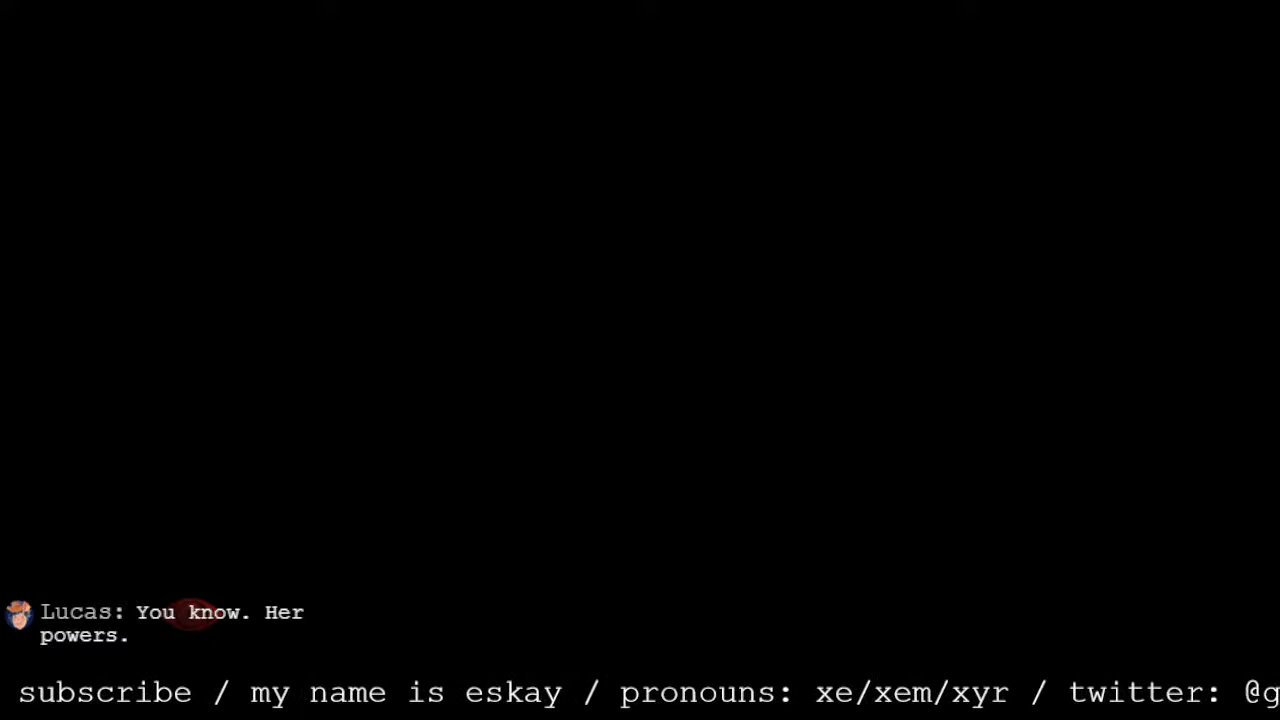 Lucas: You know. Her
powers.
subscribe / my name is eskay / pronouns: xe/xem/xyr / twitter: @g